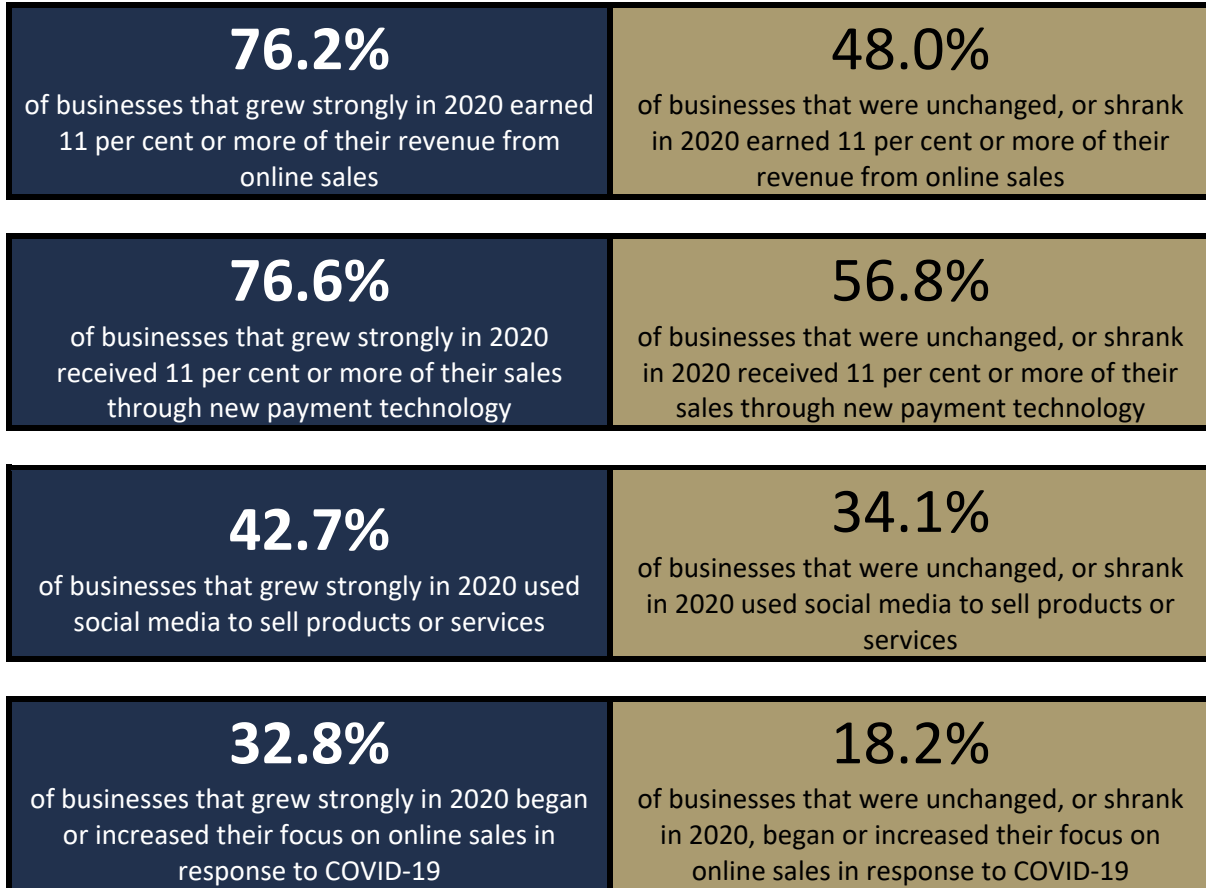 76.2%
of businesses that grew strongly in 2020 earned
11 per cent or more of their revenue from
online sales
48.0%
of businesses that were unchanged, or shrank
in 2020 earned 11 per cent or more of their
revenue from online sales
76.6%
of businesses that grew strongly in 2020
received 11 per cent or more of their sales
through new payment technology
56.8%
of businesses that were unchanged, or shrank
in 2020 received 11 per cent or more of their
sales through new payment technology
42.7%
of businesses that grew strongly in 2020 used
social media to sell products or services
34.1%
of businesses that were unchanged, or shrank
in 2020 used social media to sell products or
services
32.8%
of businesses that grew strongly in 2020 began
or increased their focus on online sales in
response to COVID-19
18.2%
of businesses that were unchanged, or shrank
in 2020, began or increased their focus on
online sales in response to COVID-19